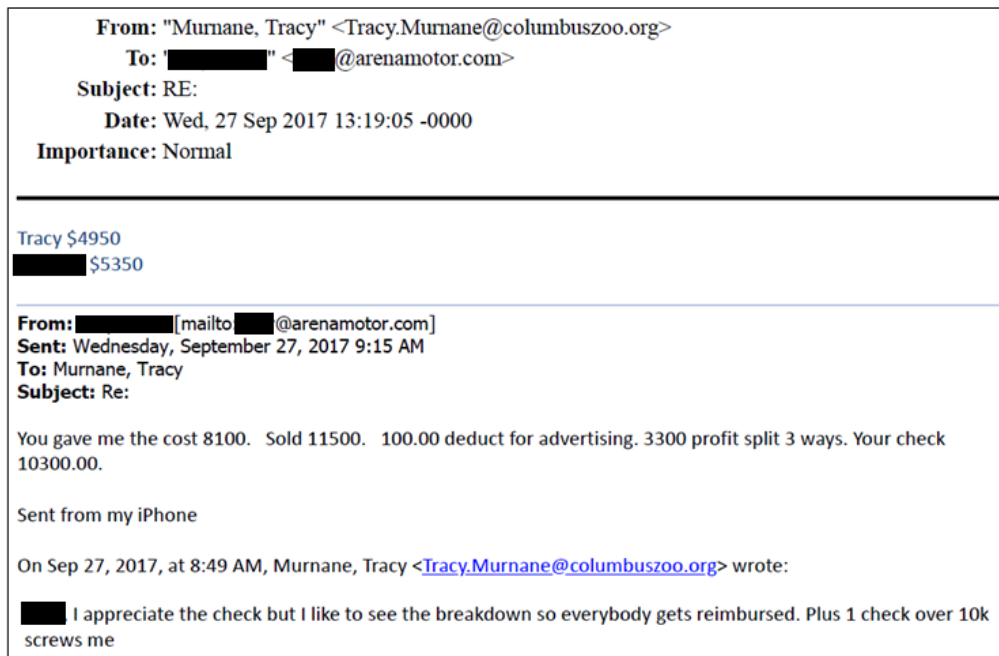 From: "Murnane, Tracy" <Tracy.Murnane@columbuszoo.org>
To: " " < @arenamotor.com>
Subject: RE:
Date: Wed, 27 Sep 2017 13:19:05 -0000
Importance: Normal
Tracy $4950
$5350
From: [mailto: @arenamotor.com]
Sent: Wednesday, September 27, 2017 9:15 AM
To: Murnane, Tracy
Subject: Re:
You gave me the cost 8100. Sold 11500. 100.00 deduct for advertising. 3300 profit split 3 ways. Your check
10300.00.
Sent from my iPhone
On Sep 27, 2017, at 8:49 AM, Murnane, Tracy <Tracy.Murnane@columbuszoo.org> wrote:
, I appreciate the check but I like to see the breakdown so everybody gets reimbursed. Plus 1 check over 10k
screws me